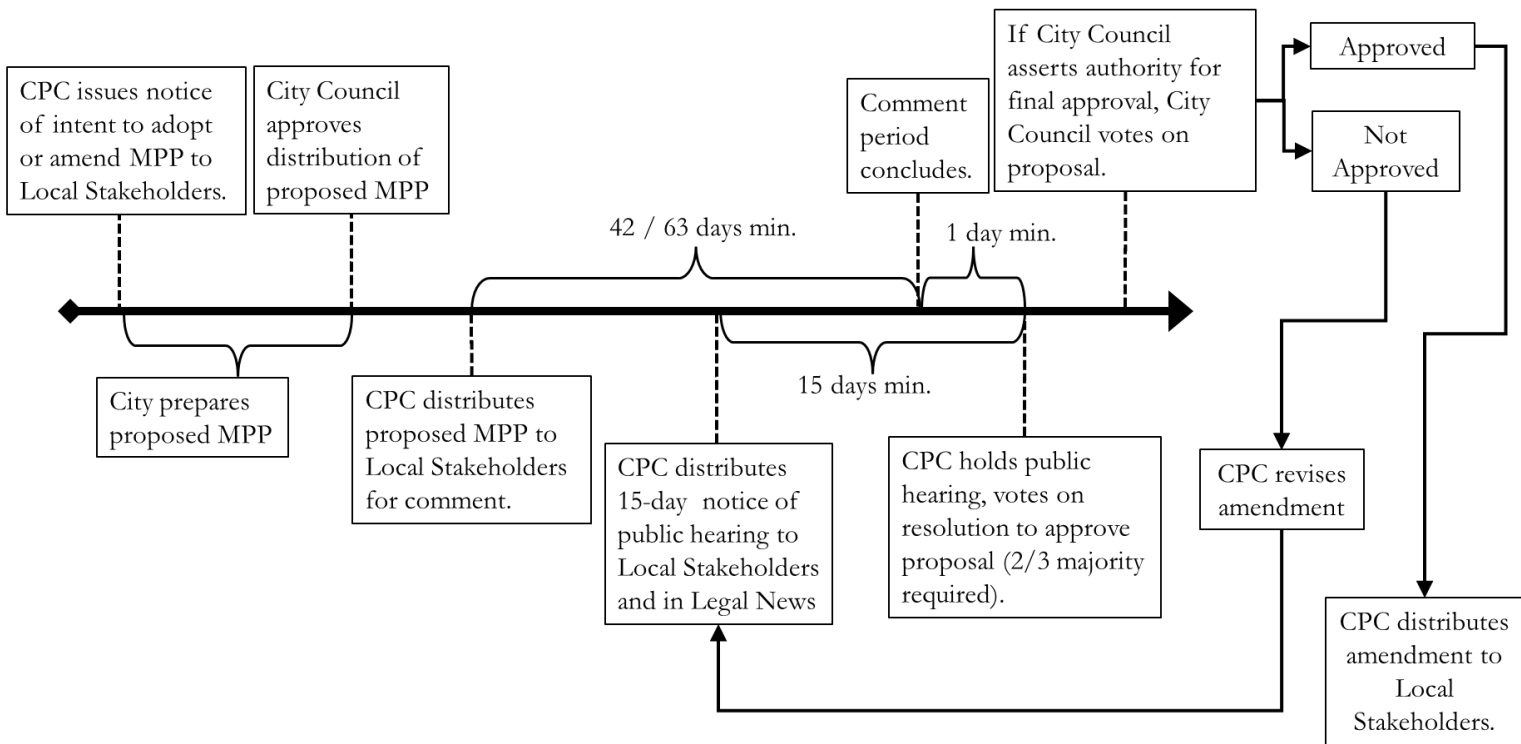 CPC issues notice
of intent to adopt
or amend MPP to
Local Stakeholders.
City Council
approves
distribution of
proposed MPP
Comment
period
concludes.
If City Council
asserts authority for
final approval, City
Council votes on
proposal.
Approved
Not
Approved
42 / 63 days min.
1 day min.
15 days min.
City prepares
proposed MPP
CPC distributes
proposed MPP to
Local Stakeholders
for comment.
CPC distributes
15-day notice of
public hearing to
Local Stakeholders
and in Legal News
CPC holds public
hearing, votes on
resolution to approve
proposal (2/3 majority
required).
CPC revises
amendment
CPC distributes
amendment to
Local
Stakeholders.